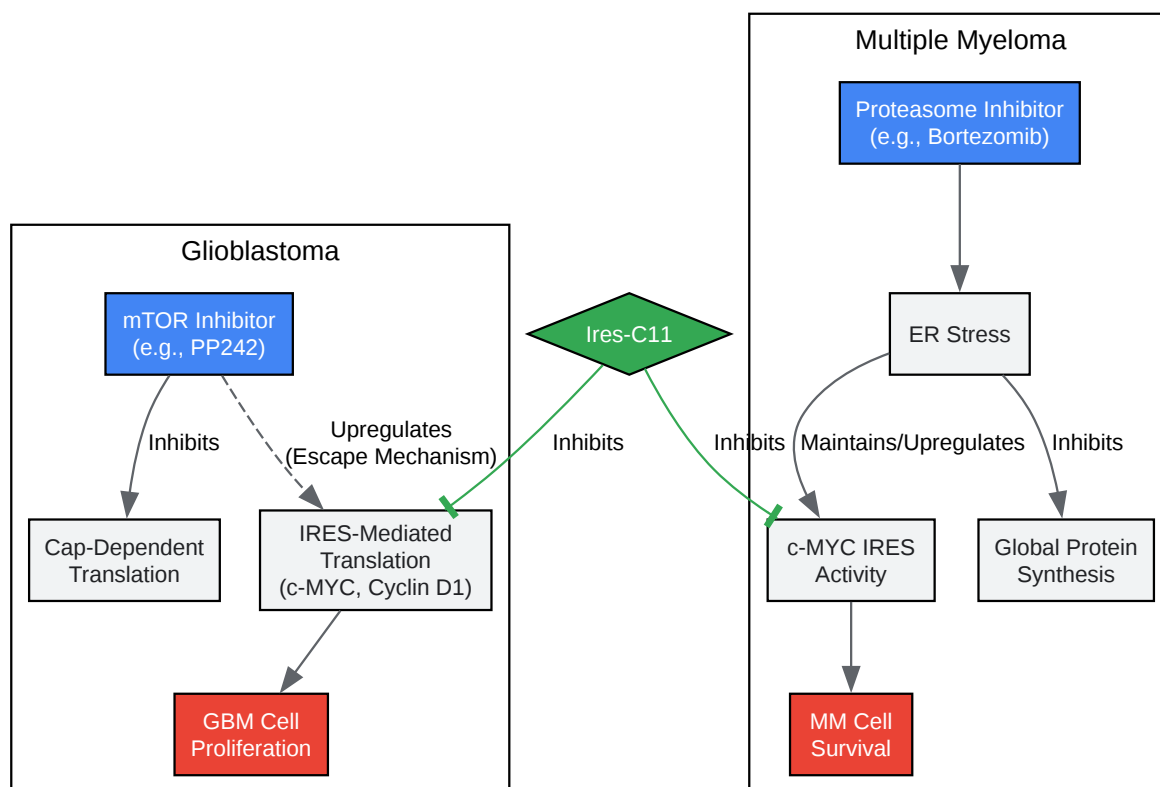 Multiple Myeloma
Proteasome Inhibitor
(e.g., Bortezomib)
Glioblastoma
mTOR Inhibitor
(e.g., PP242)
Ires-C11
ER Stress
Inhibits
Upregulates
(Escape Mechanism)
Inhibits
Inhibits
Maintains/Upregulates
Inhibits
Cap-Dependent
Translation
IRES-Mediated
Translation
(c-MYC, Cyclin D1)
c-MYC IRES
Activity
Global Protein
Synthesis
GBM Cell
Proliferation
MM Cell
Survival